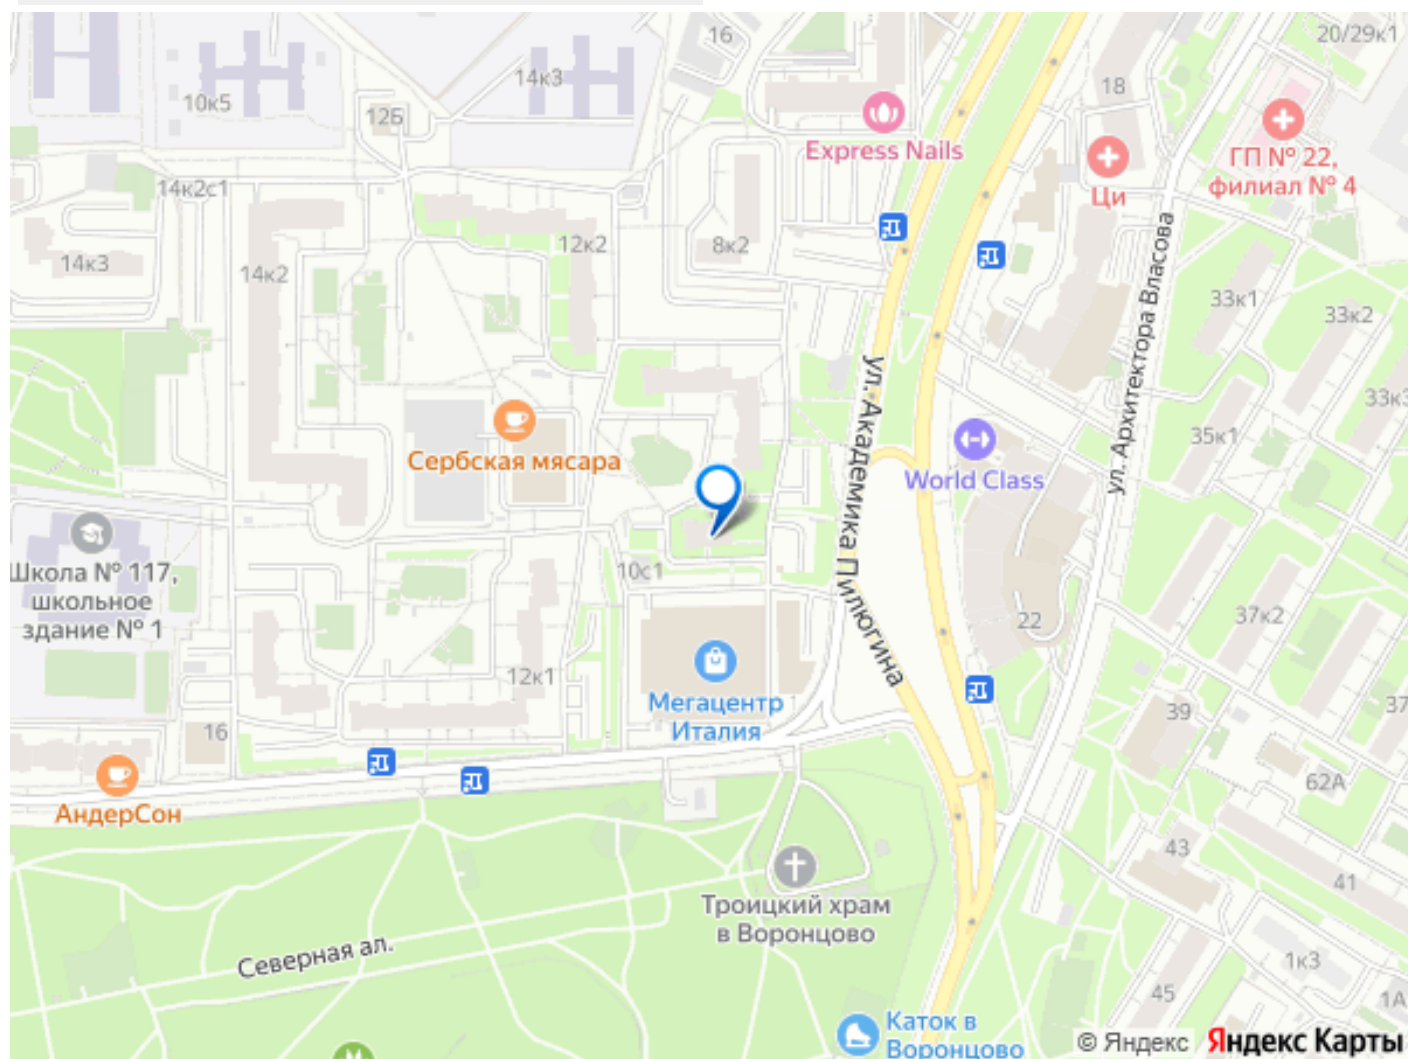 16
20/29к1
14к3
10к5
12Б
18
Express Nails
ГП № 22,
филиал № 4
Ци
14к2с1
12к2
8к2
14к3
14к2
33к1
33к2
ул. Архитектора Власова
ул. Академика Пилюгина
33к3
35к1
Сербская мясара
World Class
Школа № 117,
школьное
здание № 1
10с1
22
37к2
12к1
Мегацентр
Италия
16
39
37
62А
АндерСон
43
41
Троицкий храм
в Воронцово
Северная ал.
1к3
45
1А
Каток в
Воронцово
© Яндекс Яндекс Карты